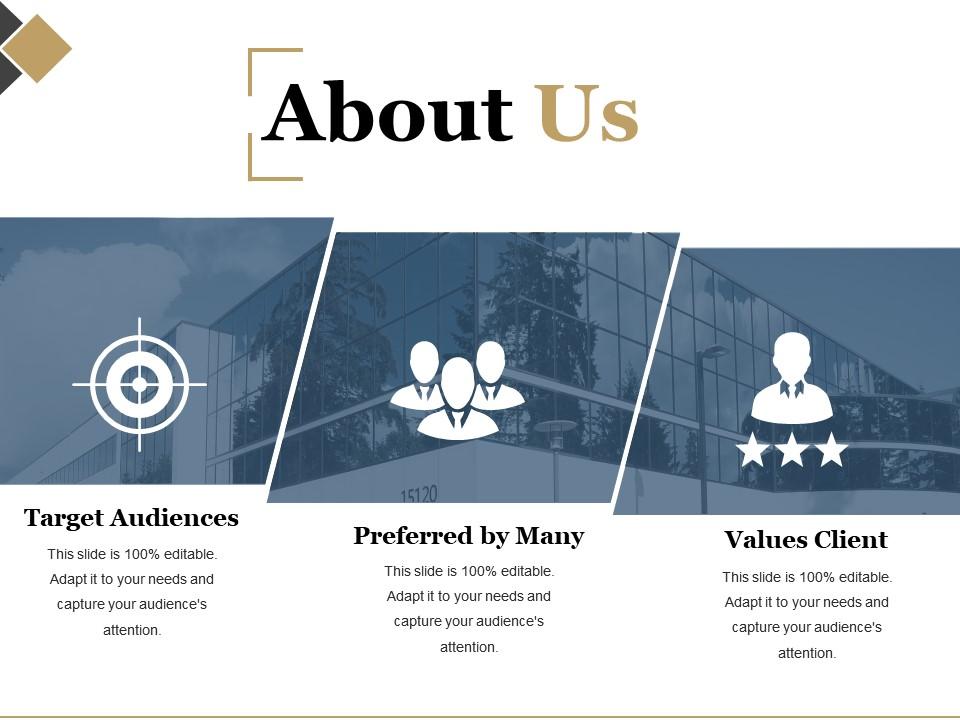 About Us
15120
Target Audiences
This slide is 100% editable.
Adapt it to your needs and
capture your audience's
attention.
Preferred by Many
This slide is 100% editable.
Adapt it to your needs and
capture your audience's
attention.
Values Client
This slide is 100% editable.
Adapt it to your needs and
capture your audience's
attention.